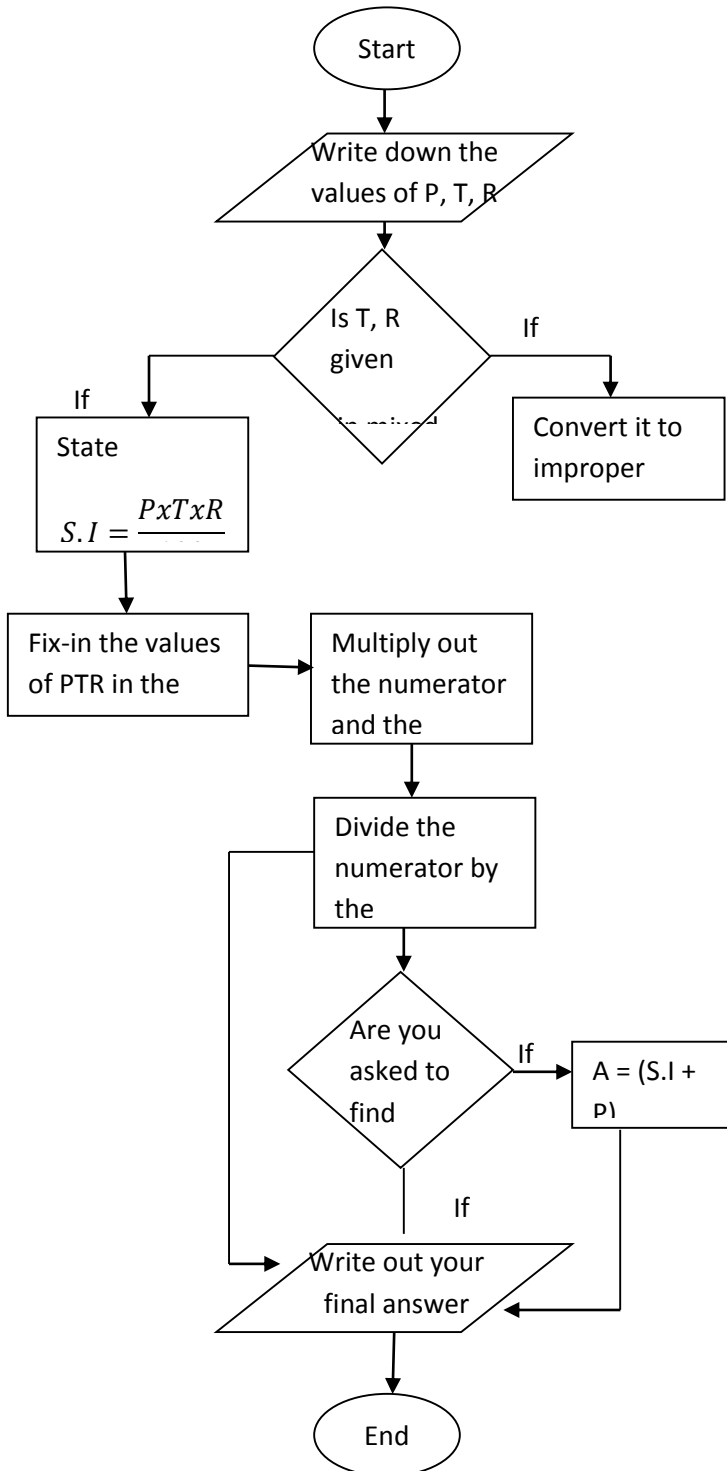 Start
Write down the
values of P, T, R
Is T, R
given
in mixed
If
If
Convert it to
improper
State
S.I = PxTxR
Fix-in the values
of PTR in the
Multiply out
the numerator
and the
Divide the
numerator by
the
Are you
asked to
find
If
A = (S.I +
P)
If
Write out your
final answer
End